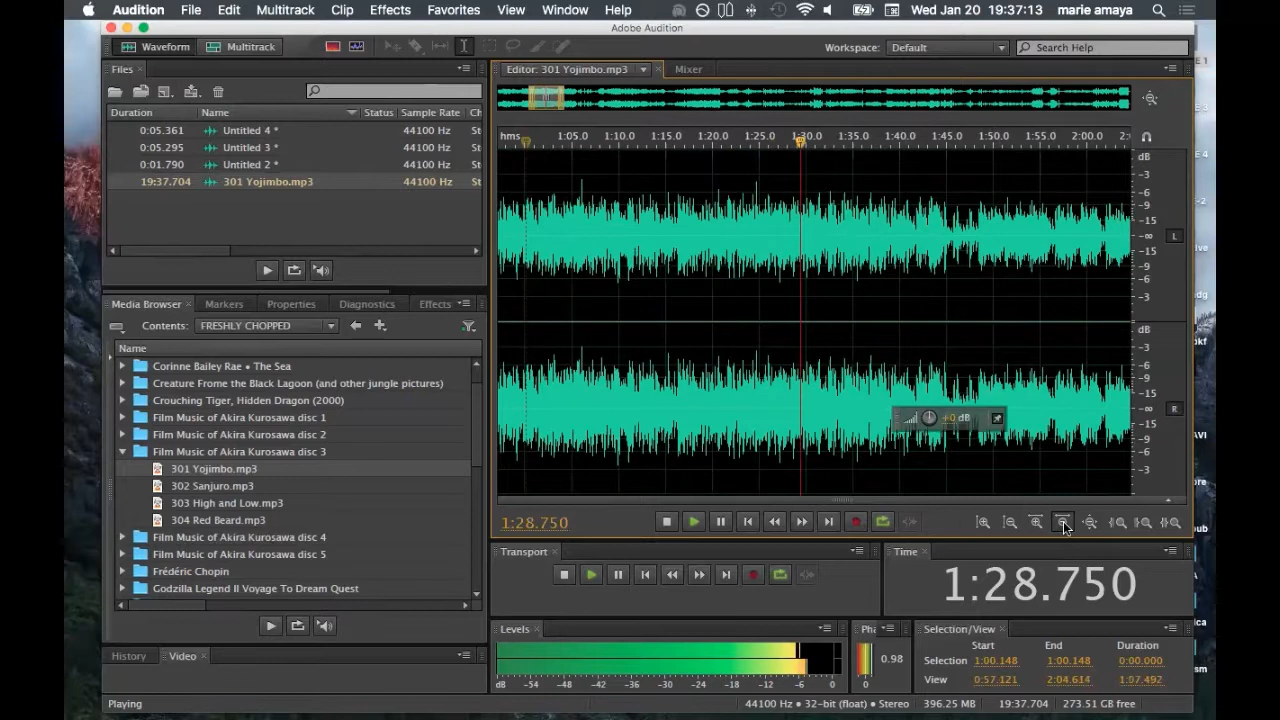 Audition File Edit Multitrack Clip Effects Favorites View Window Help Wed Jan 20 19:37:13 marie amaya
Adobe Audition
Waveform Multitrack Workspace: Default Search Help
Files Editor: 301 Yojimbo.mp3 Mixer
Duration Name Status Sample Rate
0:05.361 Untitled 4 * 44100 Hz
0:05.295 Untitled 3 * 44100 Hz
0:01.790 Untitled 2 * 44100 Hz
19:37.704 301 Yojimbo.mp3 44100 Hz
hms 1:05.0 1:10.0 1:15.0 1:20.0 1:25.0 1:30.0 1:35.0 1:40.0 1:45.0 1:50.0 1:55.0 2:00.0
dB
-3
-6
-9
-15
-∞
-15
-9
-6
-3
L
dB
-3
-6
-9
-15
-∞
-15
-9
-6
-3
R
+0 dB
Media Browser Markers Properties Diagnostics Effects
Contents: FRESHLY CHOPPED
Name
Corinne Bailey Rae • The Sea
Creature Frome the Black Lagoon (and other jungle pictures)
Crouching Tiger, Hidden Dragon (2000)
Film Music of Akira Kurosawa disc 1
Film Music of Akira Kurosawa disc 2
Film Music of Akira Kurosawa disc 3
301 Yojimbo.mp3
302 Sanjuro.mp3
303 High and Low.mp3
304 Red Beard.mp3
Film Music of Akira Kurosawa disc 4
Film Music of Akira Kurosawa disc 5
Frédéric Chopin
Godzilla Legend II Voyage To Dream Quest
History Video
1:28.750
Transport Time
1:28.750
Levels
dB -54 -48 -42 -36 -30 -24 -18 -12 -6 0
Pha
0.98
0
Selection/View
Start End Duration
Selection 1:00.148 1:00.148 0:00.000
View 0:57.121 2:04.614 1:07.492
Playing 44100 Hz • 32-bit (float) • Stereo 396.25 MB 19:37.704 273.51 GB free